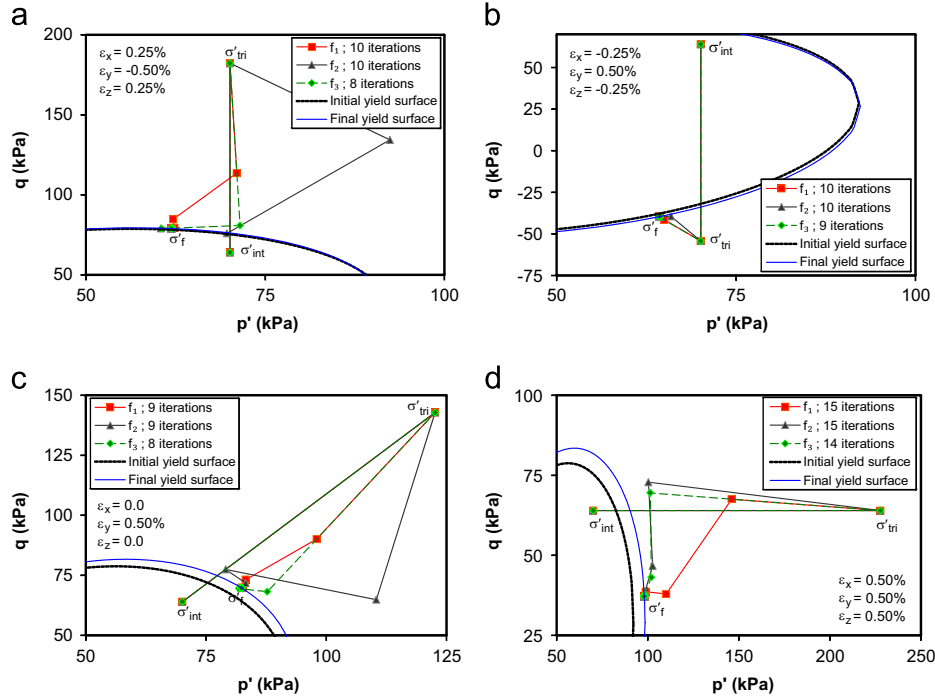 a
200
175
150
125
100
75
50
q (kPa)
εx = 0.25%
εy = -0.50%
εz = 0.25%
σ'tri
f1 ; 10 iterations
f2 ; 10 iterations
f3 ; 8 iterations
Initial yield surface
Final yield surface
σ'f
σ'int
50
75
100
p' (kPa)
b
50
25
0
-25
-50
-75
q (kPa)
εx = -0.25%
εy = 0.50%
εz = -0.25%
σ'int
f1 ; 10 iterations
f2 ; 10 iterations
f3 ; 9 iterations
Initial yield surface
Final yield surface
σ'f
σ'tri
50
75
100
p' (kPa)
c
150
125
100
75
50
q (kPa)
f1 ; 9 iterations
f2 ; 9 iterations
f3 ; 8 iterations
Initial yield surface
Final yield surface
εx = 0.0
εy = 0.50%
εz = 0.0
σ'tri
σ'f
σ'int
50
75
100
125
p' (kPa)
d
100
75
50
25
q (kPa)
f1 ; 15 iterations
f2 ; 15 iterations
f3 ; 14 iterations
Initial yield surface
Final yield surface
σ'int
σ'tri
σ'f
εx = 0.50%
εy = 0.50%
εz = 0.50%
50
100
150
200
250
p' (kPa)